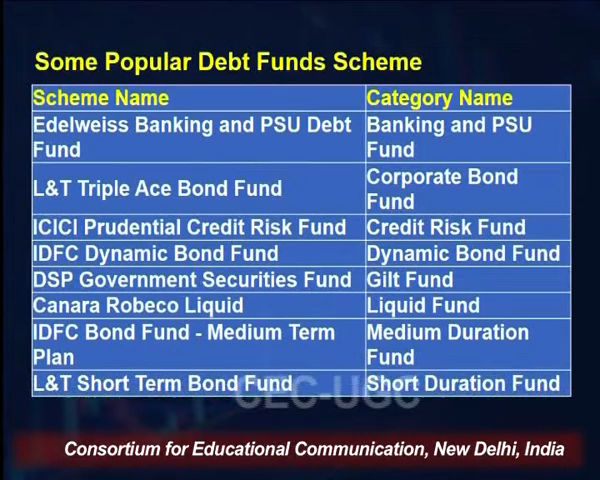 Some Popular Debt Funds Scheme
Scheme Name Category Name
Edelweiss Banking and PSU Debt Fund Banking and PSU Fund
L&T Triple Ace Bond Fund Corporate Bond Fund
ICICI Prudential Credit Risk Fund Credit Risk Fund
IDFC Dynamic Bond Fund Dynamic Bond Fund
DSP Government Securities Fund Gilt Fund
Canara Robeco Liquid Liquid Fund
IDFC Bond Fund - Medium Term Plan Medium Duration Fund
L&T Short Term Bond Fund Short Duration Fund
CEC-UGC
Consortium for Educational Communication, New Delhi, India